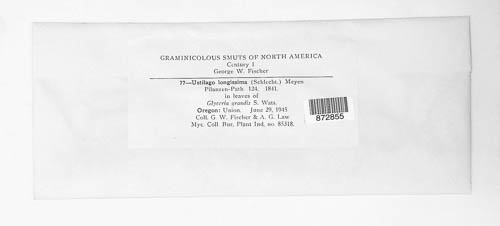 GRAMINICOLOUS SMUTS OF NORTH AMERICA
Century I
George W. Fischer
77—Ustilago longissima (Schlecht.) Meyen
Pflanzen-Path 124. 1841.
in leaves of
Glyceria grandis S. Wats.
Oregon: Union. June 29, 1945
Coll. G. W. Fischer & A. G. Law
Myc. Coll. Bur. Plant Ind. no. 85318.
872855